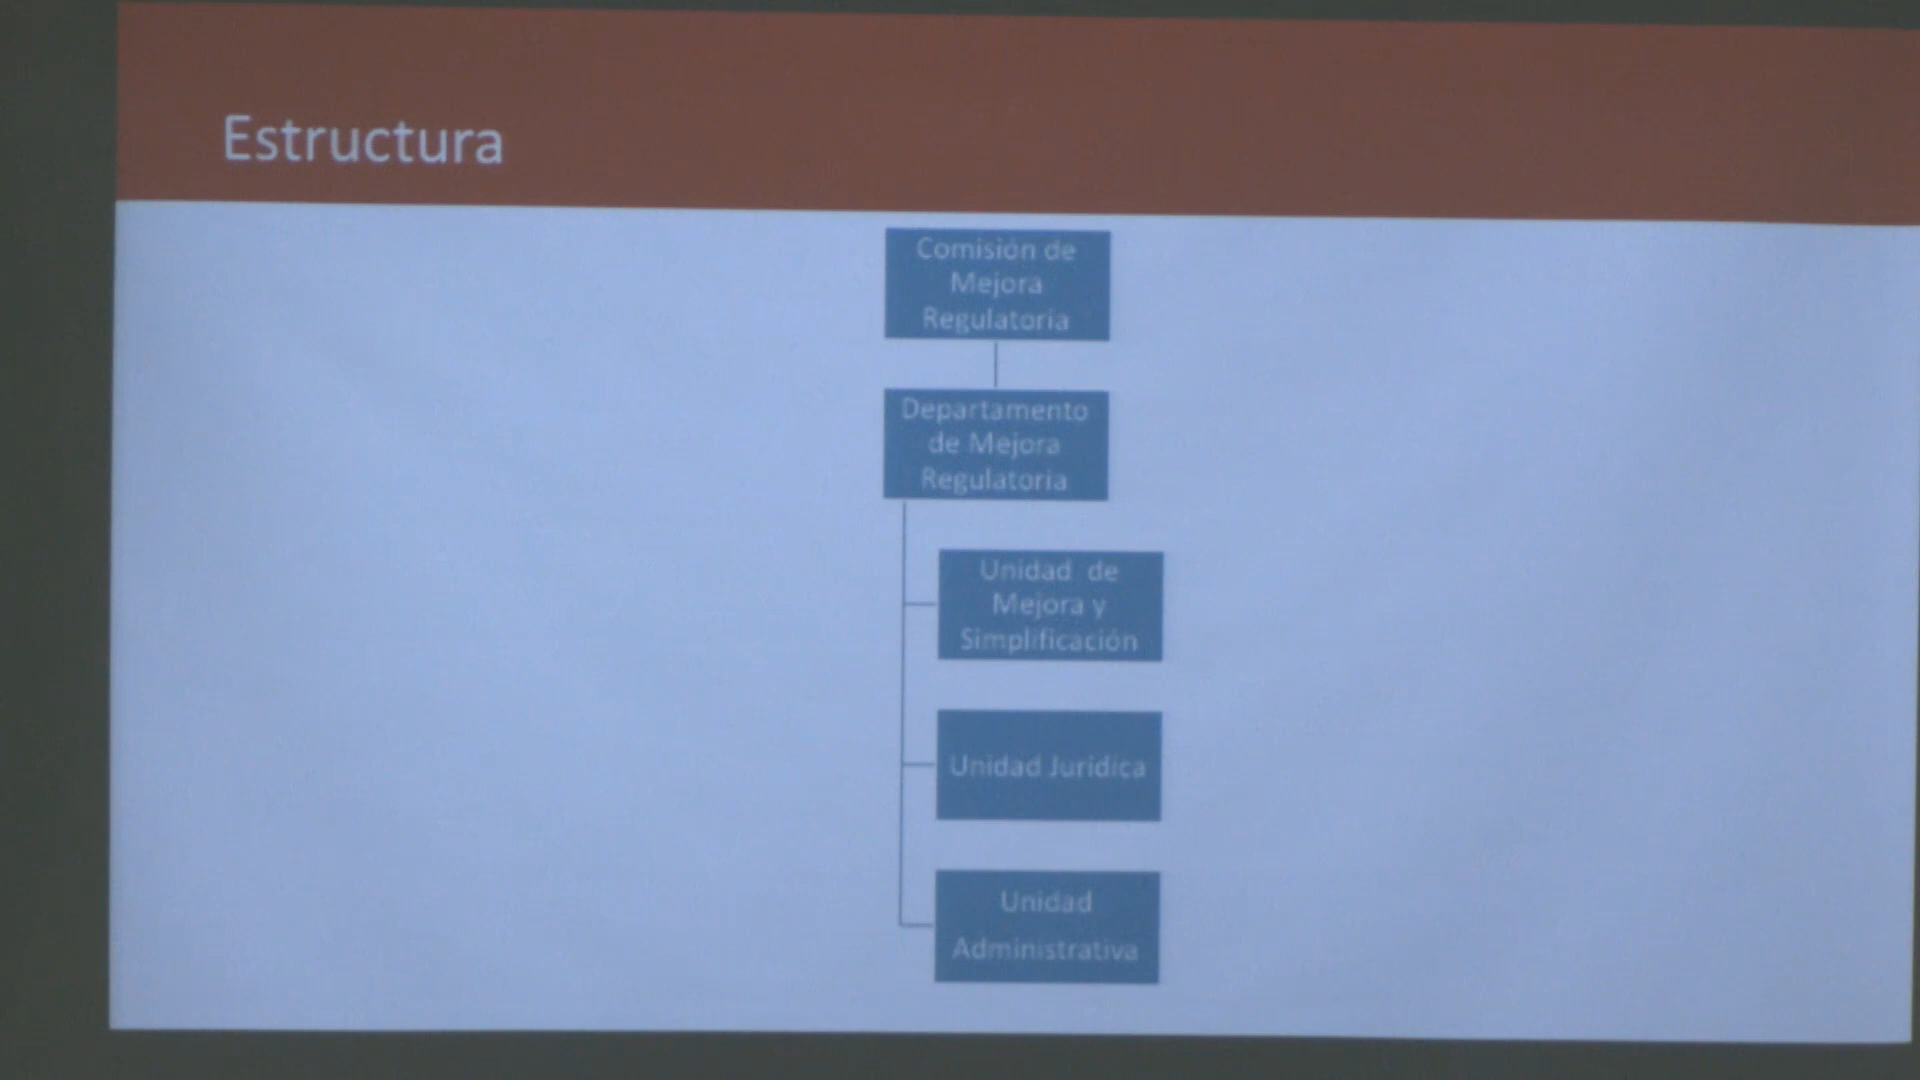 Estructura
Comisión de
Mejora
Regulatoria
Departamento
de Mejora
Regulatoria
Unidad de
Mejora y
Simplificación
Unidad Jurídica
Unidad
Administrativa